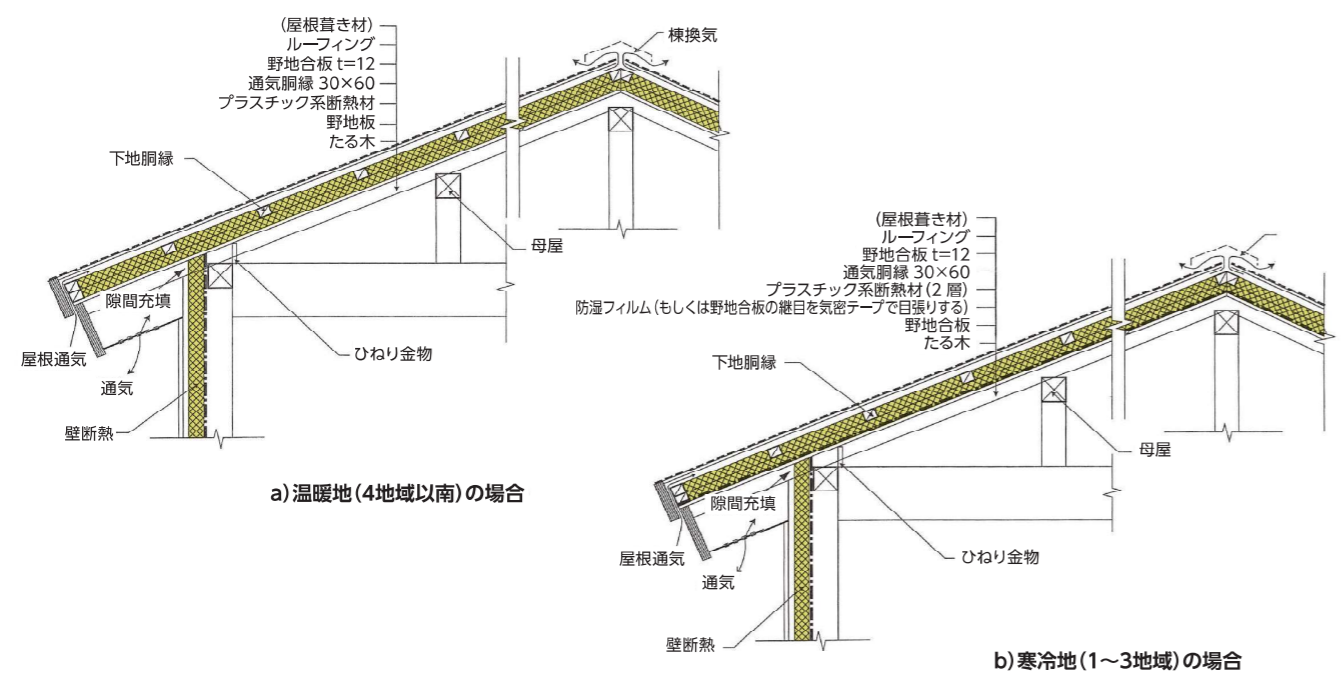 (屋根葺き材)
ルーフィング
野地合板 t=12
通気胴縁 30×60
プラスチック系断熱材
野地板
たる木
棟換気
下地胴縁
母屋
隙間充填
屋根通気
通気
ひねり金物
壁断熱
a)温暖地(4地域以南)の場合
(屋根葺き材)
ルーフィング
野地合板 t=12
通気胴縁 30×60
プラスチック系断熱材(2 層)
防湿フィルム(もしくは野地合板の継目を気密テープで目張りする)
野地合板
たる木
下地胴縁
母屋
隙間充填
屋根通気
通気
ひねり金物
壁断熱
b)寒冷地(1〜3地域)の場合